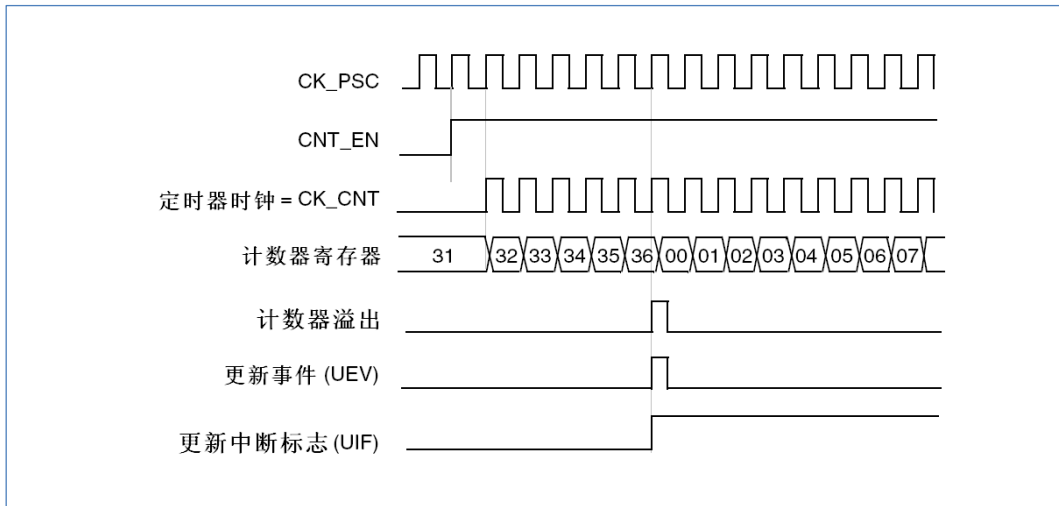 CK_PSC
CNT_EN
定时器时钟 = CK_CNT
计数器寄存器 31 32 33 34 35 36 00 01 02 03 04 05 06 07
计数器溢出
更新事件 (UEV)
更新中断标志 (UIF)